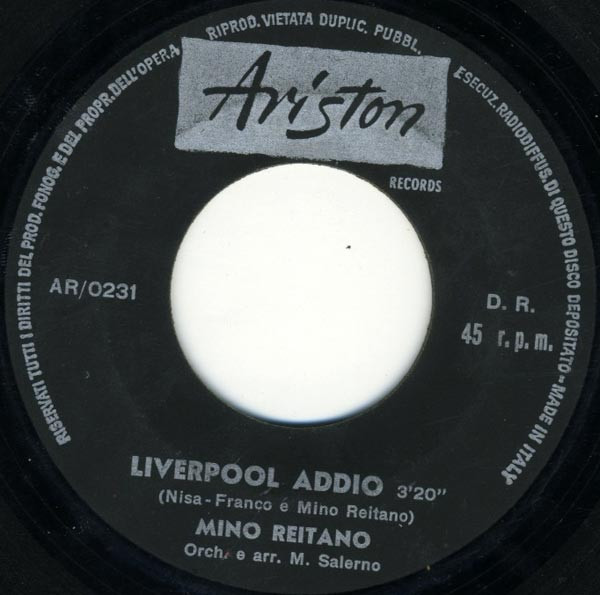 RISERVATI TUTTI I DIRITTI DEL PROD. FONOG. E DEL PROPR. DELL'OPERA RIPROD. VIETATA DUPLIC. PUBBL. ESECUZ. RADIODIFFUS. DI QUESTO DISCO DEPOSITATO - MADE IN ITALY
Ariston
RECORDS
AR/0231
D. R.
45 r.p.m.
LIVERPOOL ADDIO 3'20"
(Nisa - Franco e Mino Reitano)
MINO REITANO
Orch. e arr. M. Salerno